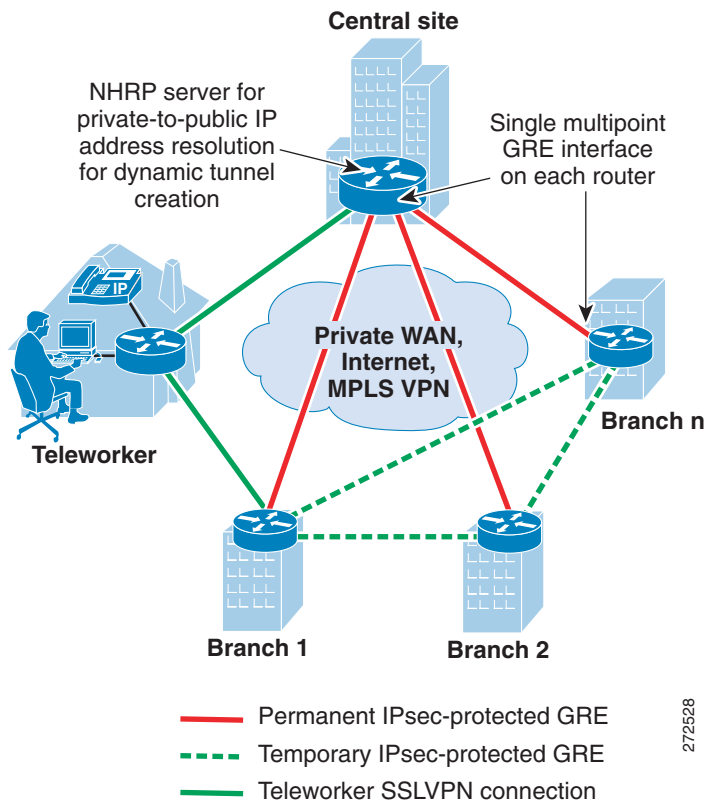 Central site
NHRP server for
private-to-public IP
address resolution
for dynamic tunnel
creation
Single multipoint
GRE interface
on each router
IP
Private WAN,
Internet,
MPLS VPN
Teleworker
Branch n
Branch 1
Branch 2
Permanent IPsec-protected GRE
Temporary IPsec-protected GRE
Teleworker SSLVPN connection
272528